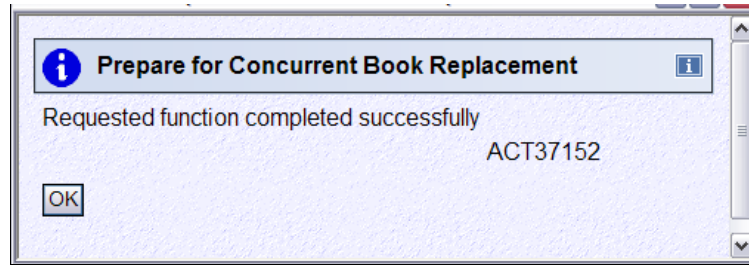 Prepare for Concurrent Book Replacement
Requested function completed successfully
ACT37152
OK